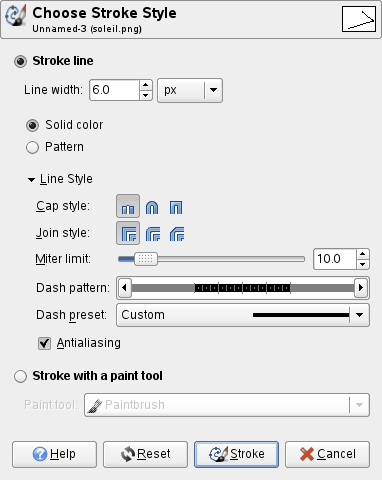 Choose Stroke Style
Unnamed-3 (soleil.png)
Stroke line
Line width: 6.0 px
Solid color
Pattern
Line Style
Cap style:
Join style:
Miter limit: 10.0
Dash pattern:
Dash preset: Custom
Antialiasing
Stroke with a paint tool
Paint tool: Paintbrush
Help Reset Stroke Cancel